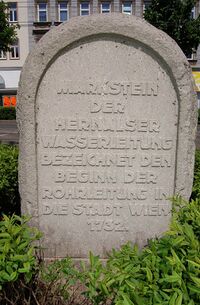 MARKSTEIN
DER
HERNALSER
WASSERLEITUNG
BEZEICHNET DEN
BEGINN DER
ROHRLEITUNG IN
DIE STADT WIEN
1732.